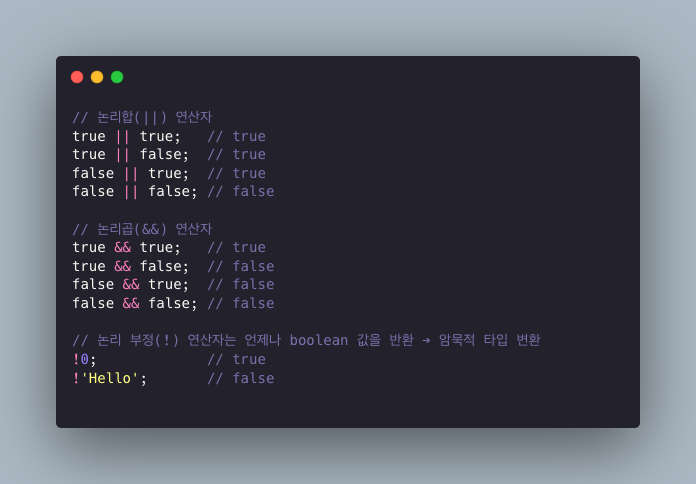 // 논리합(||) 연산자
true || true;   // true
true || false;  // true
false || true;  // true
false || false; // false
// 논리곱(&&) 연산자
true && true;   // true
true && false;  // false
false && true;  // false
false && false; // false
// 논리 부정(!) 연산자는 언제나 boolean 값을 반환 → 암묵적 타입 변환
!0;             // true
!'Hello';       // false